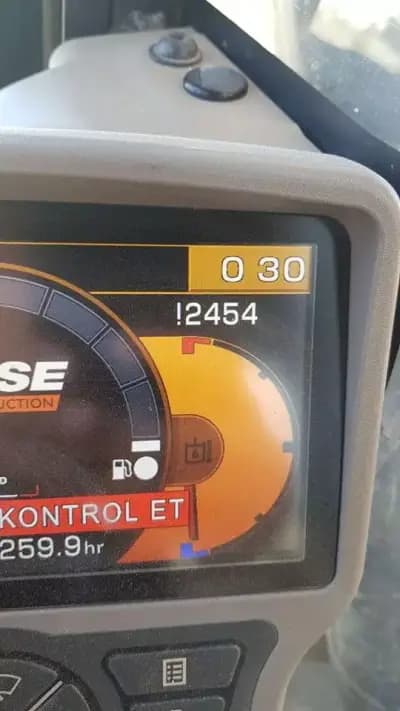 0 30
!2454
SE
UCTION
KONTROL ET
259.9hr